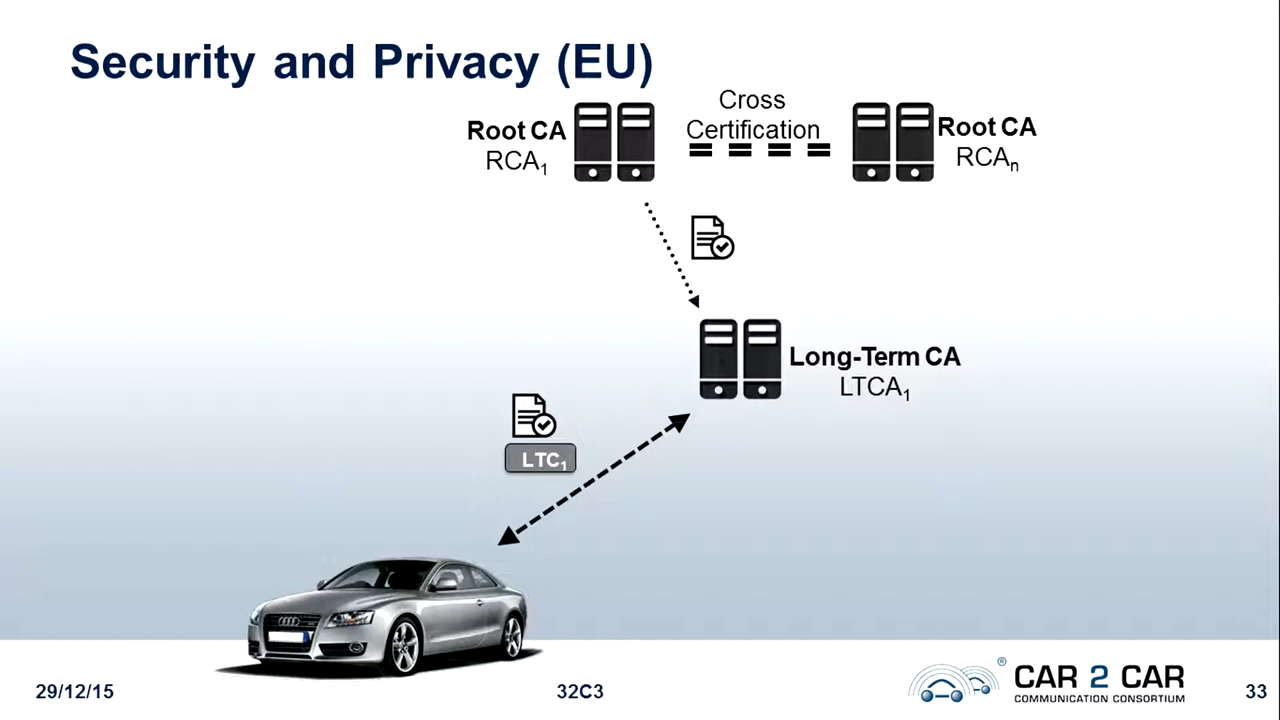 Security and Privacy (EU)
Cross
Certification
Root CA
RCA1
Root CA
RCAn
Long-Term CA
LTCA1
LTC1
29/12/15
32C3
®
CAR 2 CAR
COMMUNICATION CONSORTIUM
33